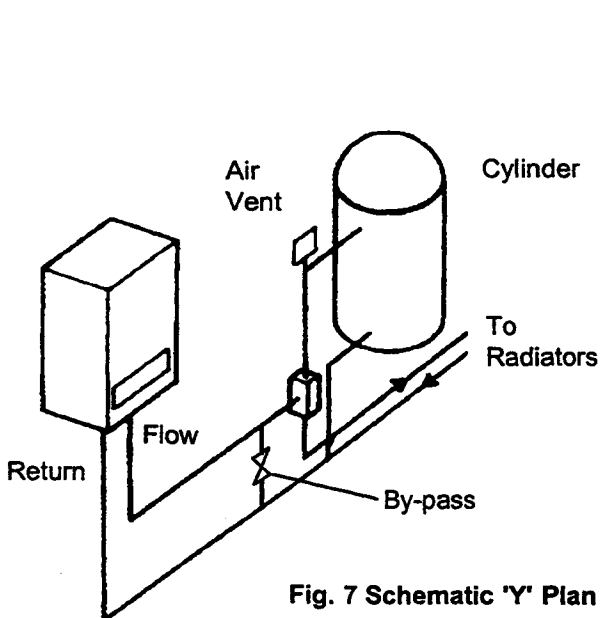 Air
Vent
Cylinder
To
Radiators
Flow
Return
By-pass
Fig. 7 Schematic 'Y' Plan